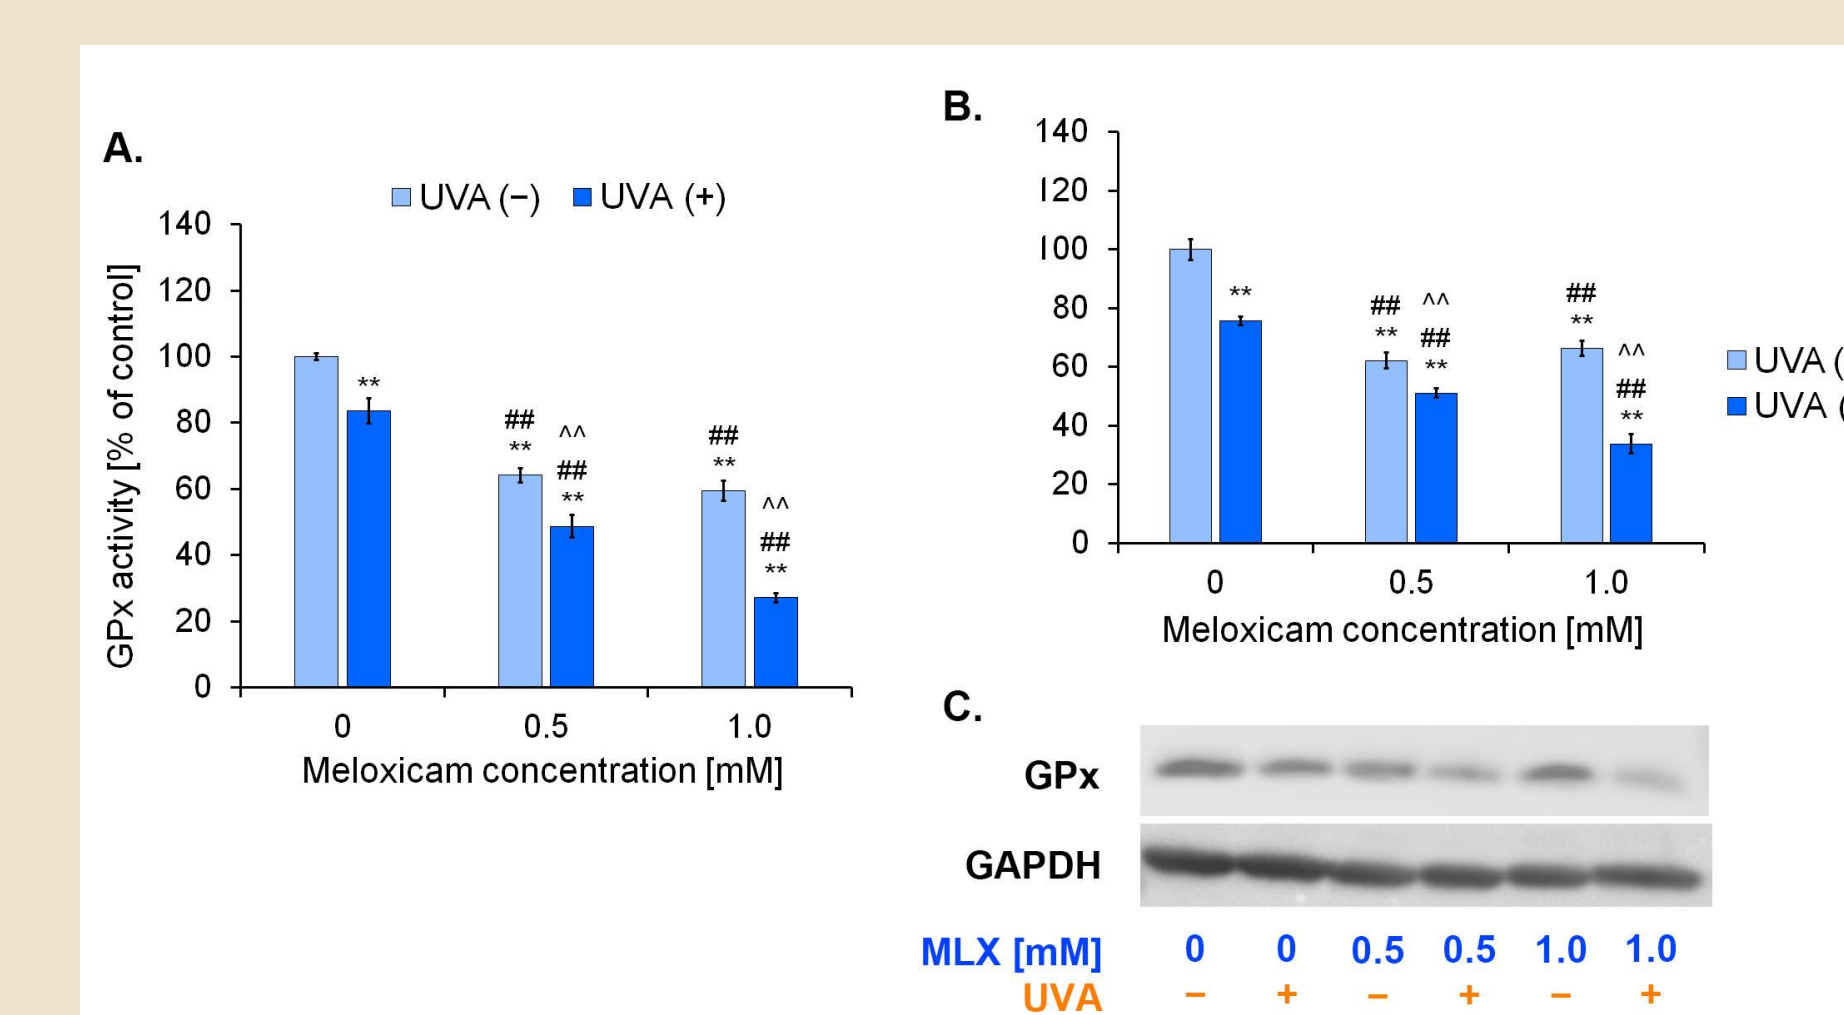 A.
UVA (−) UVA (+)
GPx activity [% of control]
140
120
100
80
60
40
20
0
**
##
**
^^
##
**
##
**
^^
##
**
0 0.5 1.0
Meloxicam concentration [mM]
B.
140
120
100
80
60
40
20
0
**
##
**
^^
##
**
##
**
^^
##
**
UVA (
UVA (
0 0.5 1.0
Meloxicam concentration [mM]
C.
GPx
GAPDH
MLX [mM] 0 0 0.5 0.5 1.0 1.0
UVA − + − + − +